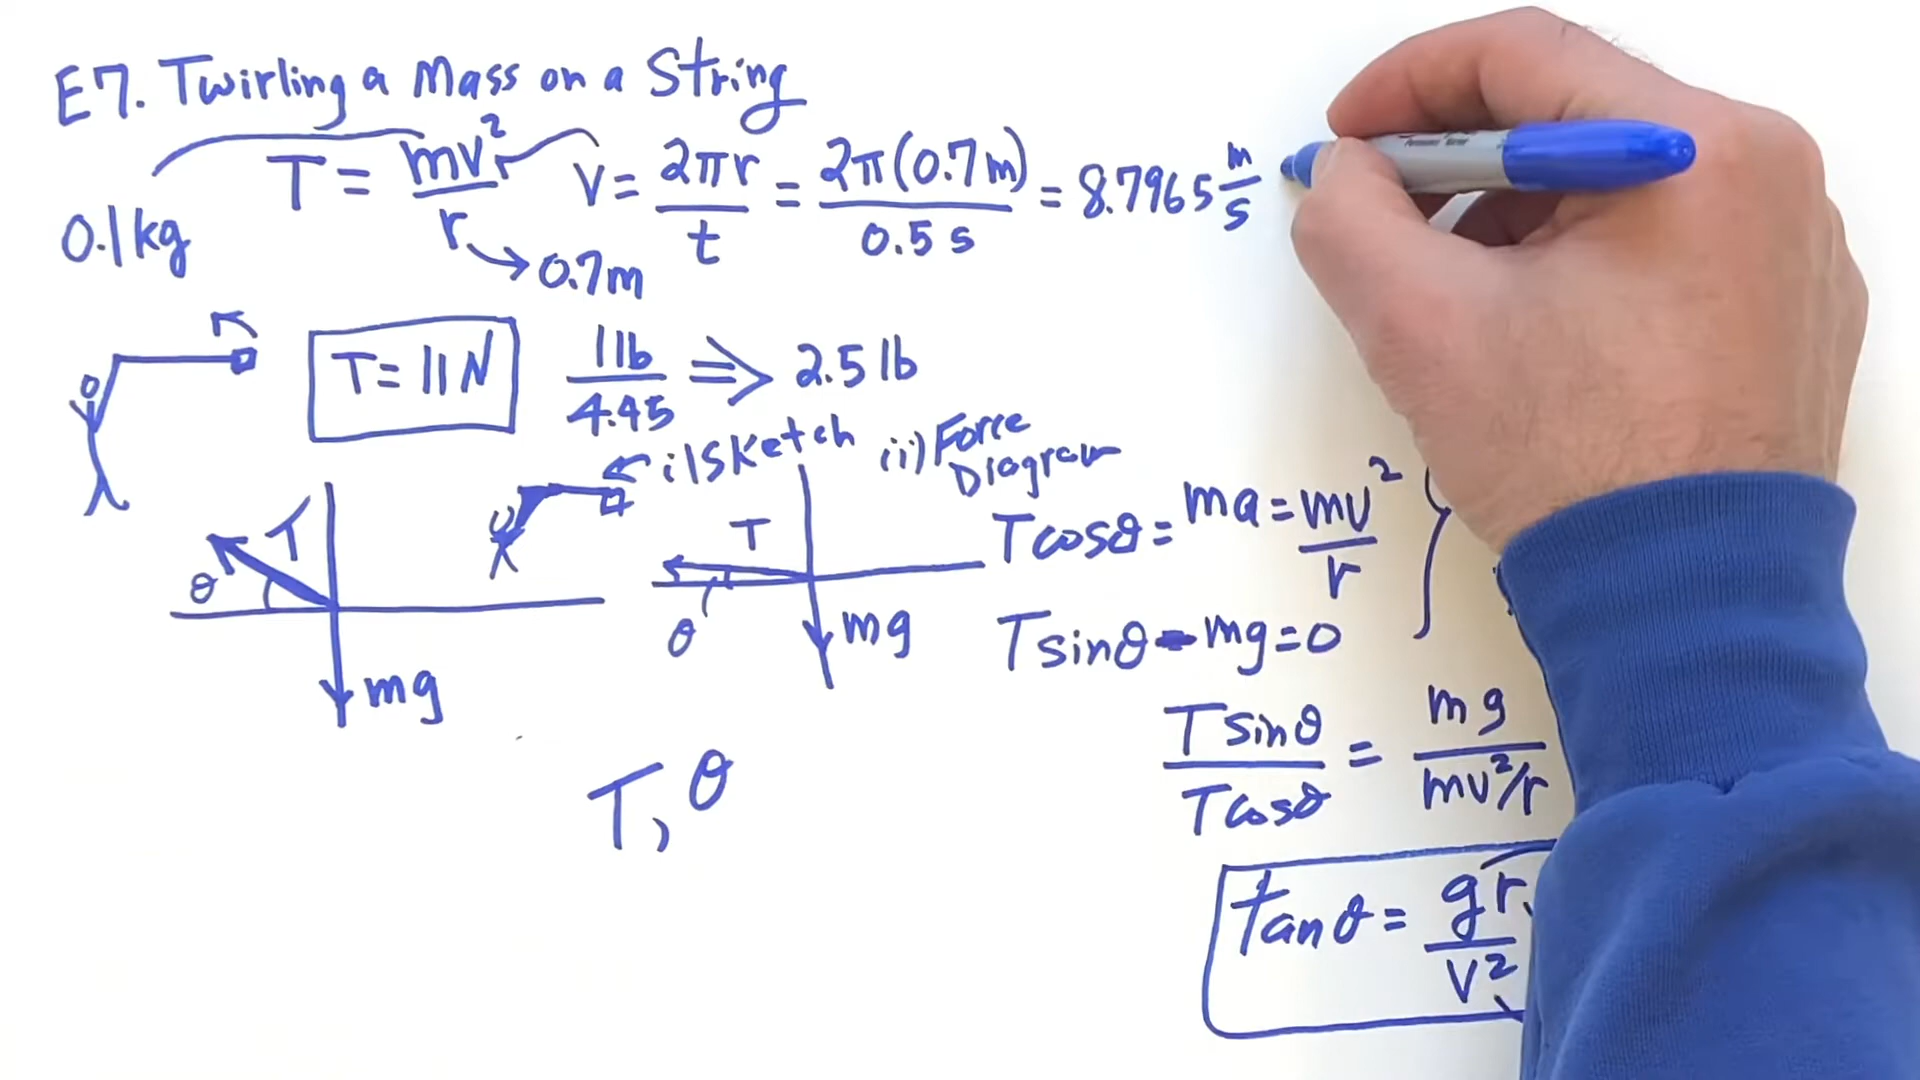 E7. Twirling a Mass on a String
T = mv²/r
V = 2πr/t = 2π(0.7m)/0.5 s = 8.7965 m/s
0.1kg
0.7m
T = 11 N
1lb/4.45 => 2.5 lb
i) Sketch
ii) Force Diagram
T
θ
mg
T
θ
mg
Tcosθ = ma = mv²/r
Tsinθ - mg = 0
Tsinθ/Tcosθ = mg/mv²/r
T, θ
tanθ = gr/v²